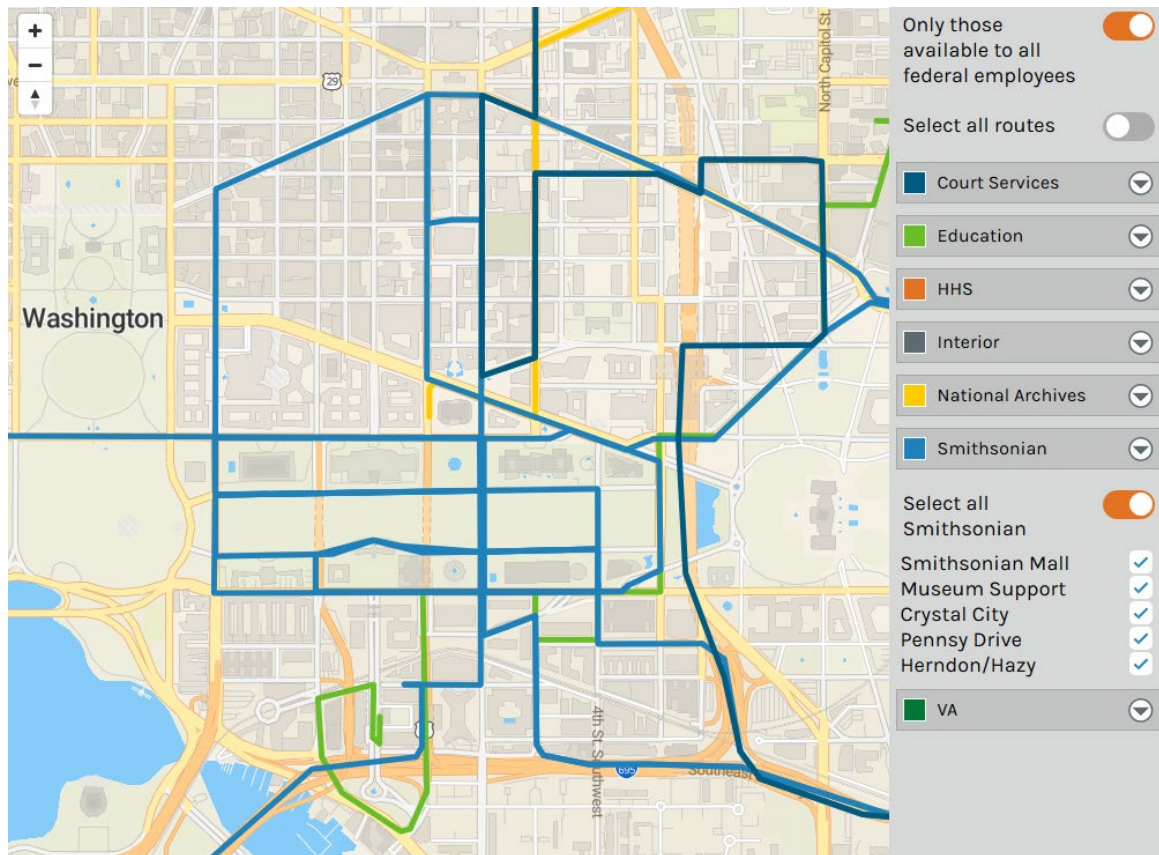 +
−
29
Washington
North Capitol St.
4th St. Southwest
695
Southeast
Only those
available to all
federal employees
Select all routes
Court Services
Education
HHS
Interior
National Archives
Smithsonian
Select all
Smithsonian
Smithsonian Mall
Museum Support
Crystal City
Pennsy Drive
Herndon/Hazy
VA